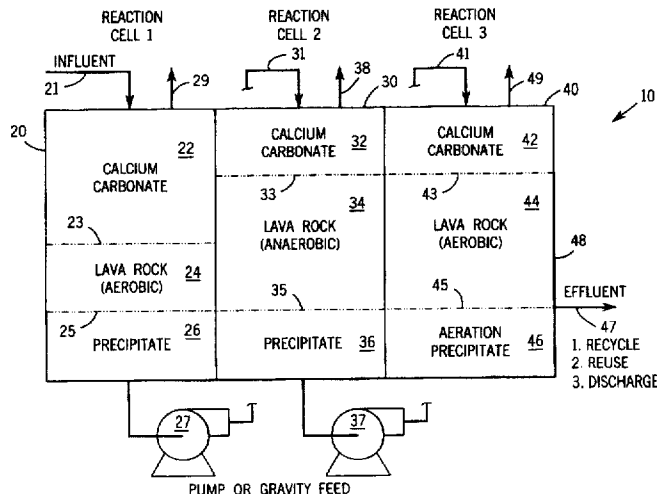 REACTION CELL 1
REACTION CELL 2
REACTION CELL 3
INFLUENT
21
29
31
38
30
41
49
40
10
20
CALCIUM CARBONATE 22
CALCIUM CARBONATE 32
CALCIUM CARBONATE 42
33
43
23
LAVA ROCK (AEROBIC) 24
LAVA ROCK (ANAEROBIC) 34
LAVA ROCK (AEROBIC) 44
48
25
35
45
PRECIPITATE 26
PRECIPITATE 36
AERATION PRECIPITATE 46
EFFLUENT
47
1. RECYCLE
2. REUSE
3. DISCHARGE
27
37
PUMP OR GRAVITY FEED